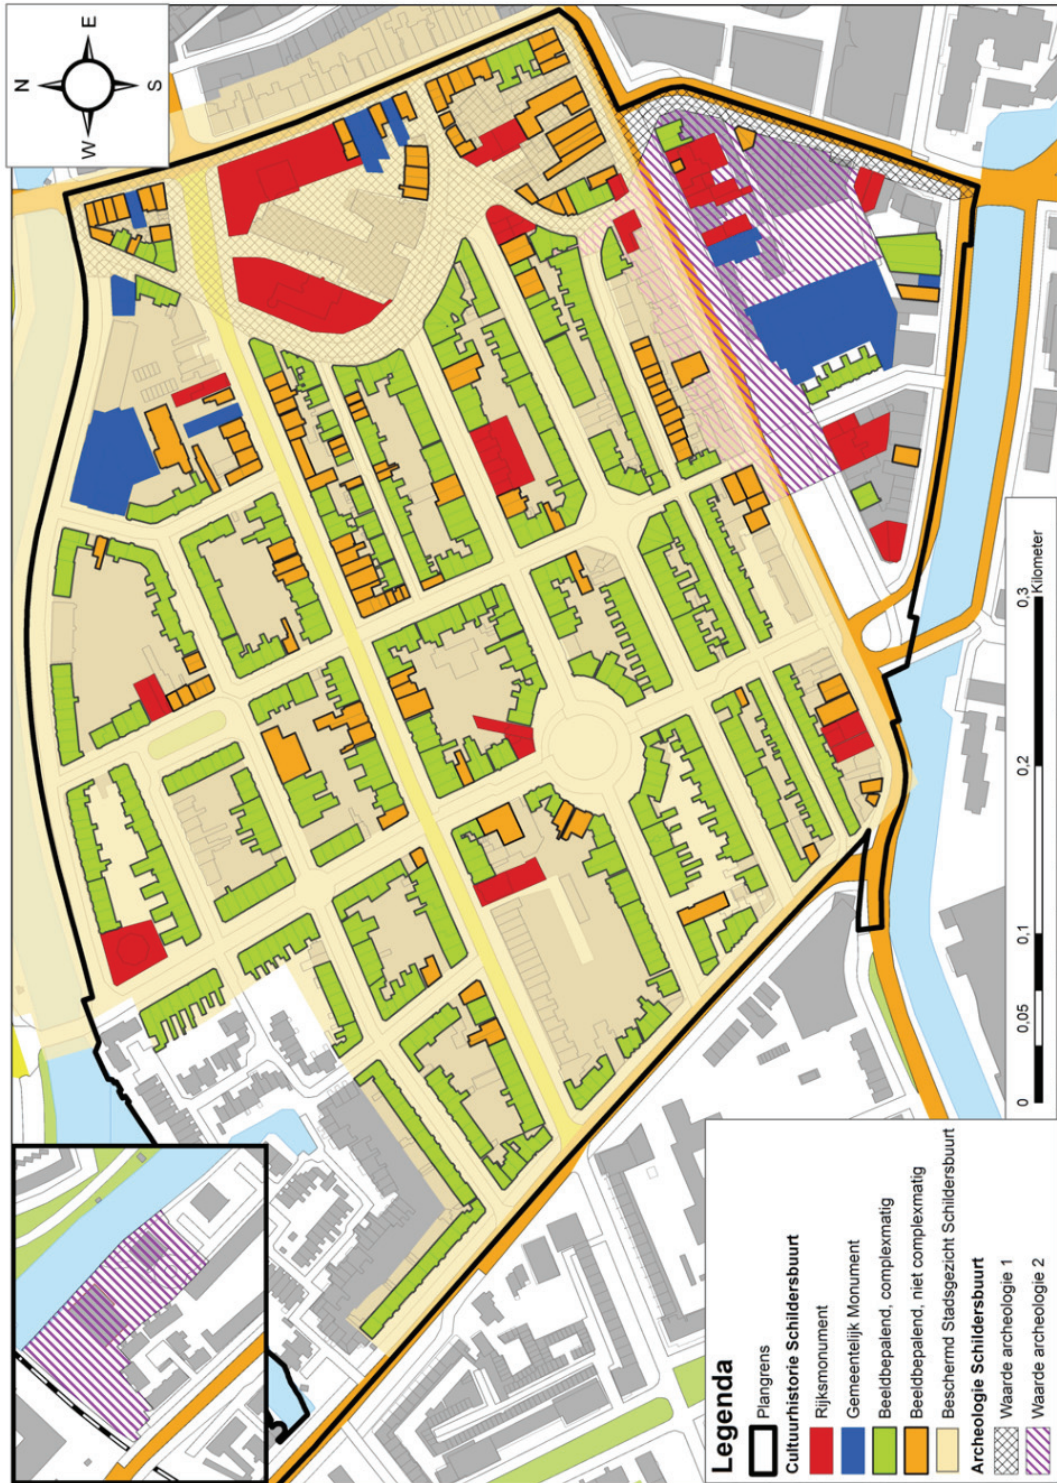 N
W
E
S
0
0,05
0,1
0,2
0,3
Kilometer
Legenda
Plangrens
Cultuurhistorie Schildersbuurt
Rijksmonument
Gemeentelijk Monument
Beeldbepalend, complexmatig
Beeldbepalend, niet complexmatig
Beschermd Stadsgezicht Schildersbuurt
Archeologie Schildersbuurt
Waarde archeologie 1
Waarde archeologie 2